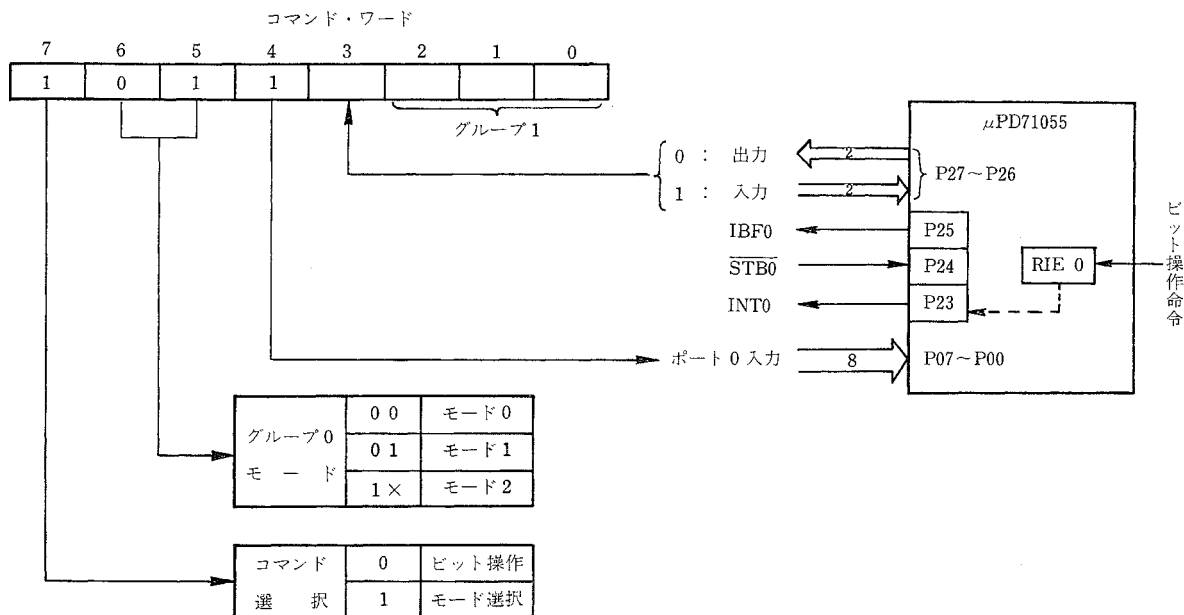 コマンド・ワード
7 6 5 4 3 2 1 0
1 0 1 1
グループ1
μPD71055
0 : 出力
2
P27～P26
1 : 入力
2
IBF0
P25
STB0
P24
RIE 0
INT0
P23
ビット操作命令
ポート0入力
8
P07～P00
グループ0
モード
0 0 モード0
0 1 モード1
1 × モード2
コマンド
選択
0 ビット操作
1 モード選択